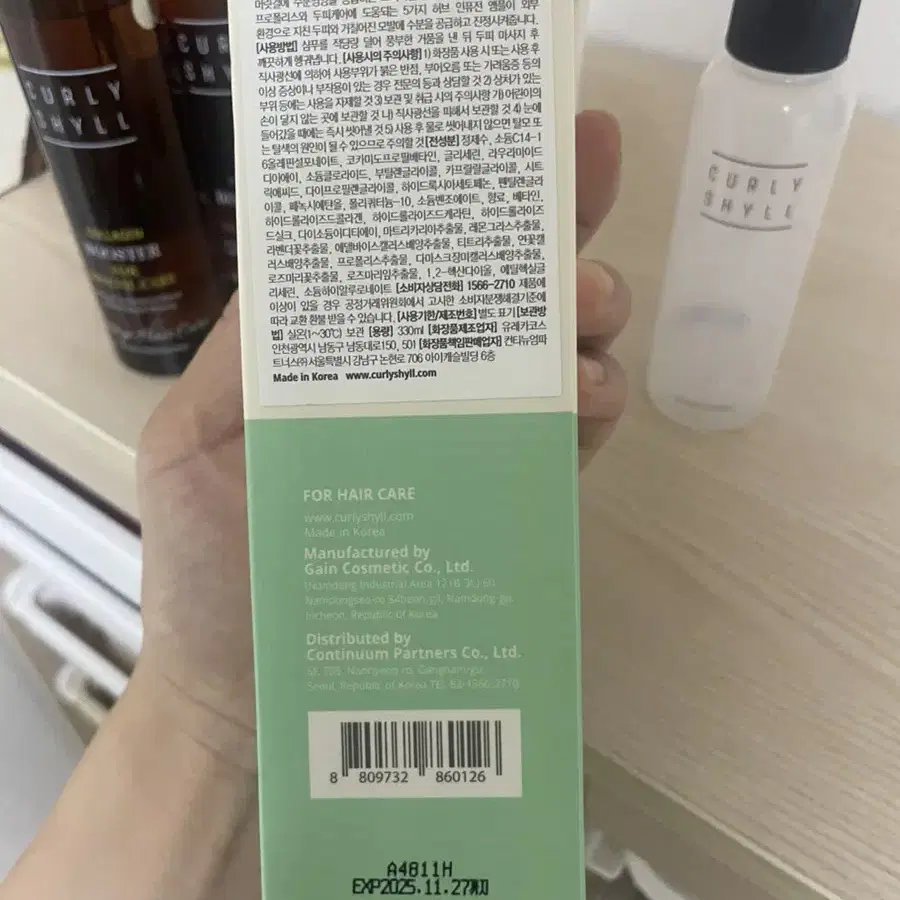 CURLY
SHYLL
CURLY
SHYLL
BOOSTER
프로폴리스와 두피케어에 도움되는 5가지 허브 인퓨전 앰플이 외부
환경으로 지친 두피와 거칠어진 모발에 수분을 공급하고 진정시켜줍니다.
[사용방법] 샴푸를 적당량 덜어 풍부한 거품을 낸 뒤 두피 마사지 후
깨끗하게 헹궈냅니다. [사용시의 주의사항] 1) 화장품 사용 시 또는 사용 후
직사광선에 의하여 사용부위가 붉은 반점, 부어오름 또는 가려움증 등의
이상 증상이나 부작용이 있는 경우 전문의 등과 상담할 것 2) 상처가 있는
부위 등에는 사용을 자제할 것 3) 보관 및 취급 시의 주의사항 가) 어린이의
손이 닿지 않는 곳에 보관할 것 나) 직사광선을 피해서 보관할 것 4) 눈에
들어갔을 때에는 즉시 씻어낼 것 5) 사용 후 물로 씻어내지 않으면 탈모 또
는 탈색의 원인이 될 수 있으므로 주의할 것 [전성분] 정제수, 소듐C14-1
6올레핀설포네이트, 코카미도프로필베타인, 글리세린, 라우라미이드
디이에이, 소듐클로라이드, 부틸렌글라이콜, 카프릴릴글라이콜, 시트
릭애씨드, 다이프로필렌글라이콜, 하이드록시아세토페논, 펜틸렌글라
이콜, 페녹시에탄올, 폴리쿼터늄-10, 소듐벤조에이트, 향료, 베타인,
하이드롤라이즈드콜라겐, 하이드롤라이즈드케라틴, 하이드롤라이즈
드실크, 다이소듐이디티에이, 마트리카리아추출물, 레몬그라스추출물,
라벤더꽃추출물, 에델바이스캘러스배양추출물, 티트리추출물, 연꽃캘
러스배양추출물, 프로폴리스추출물, 다마스크장미캘러스배양추출물,
로즈마리꽃추출물, 로즈마리잎추출물, 1,2-헥산다이올, 에틸헥실글
리세린, 소듐하이알루로네이트 [소비자상담전화] 1566-2710 제품에
이상이 있을 경우 공정거래위원회에서 고시한 소비자분쟁해결기준에
따라 교환 환불 받을 수 있습니다. [사용기한/제조번호] 별도 표기 [보관방
법] 실온(1~30℃) 보관 [용량] 330ml [화장품제조업자] 유레카코스
인천광역시 남동구 남동대로150, 501 [화장품책임판매업자] 컨티뉴엄파
트너스㈜ 서울특별시 강남구 논현로 706 아이캐슬빌딩 6층
Made in Korea www.curlyshyll.com
FOR HAIR CARE
www.curlyshyll.com
Made in Korea
Manufactured by
Gain Cosmetic Co., Ltd.
Namdong Industrial Area
Namdongseo-ro 84beon-gil, Namdong-gu,
Incheon, Republic of Korea
Distributed by
Continuum Partners Co., Ltd.
6F, 706, Nonhyeon-ro, Gangnam-gu,
Seoul, Republic of Korea TEL 82-1566-2710
8 809732 860126
A4811H
EXP2025.11.27까지
CURLY
SHYLL